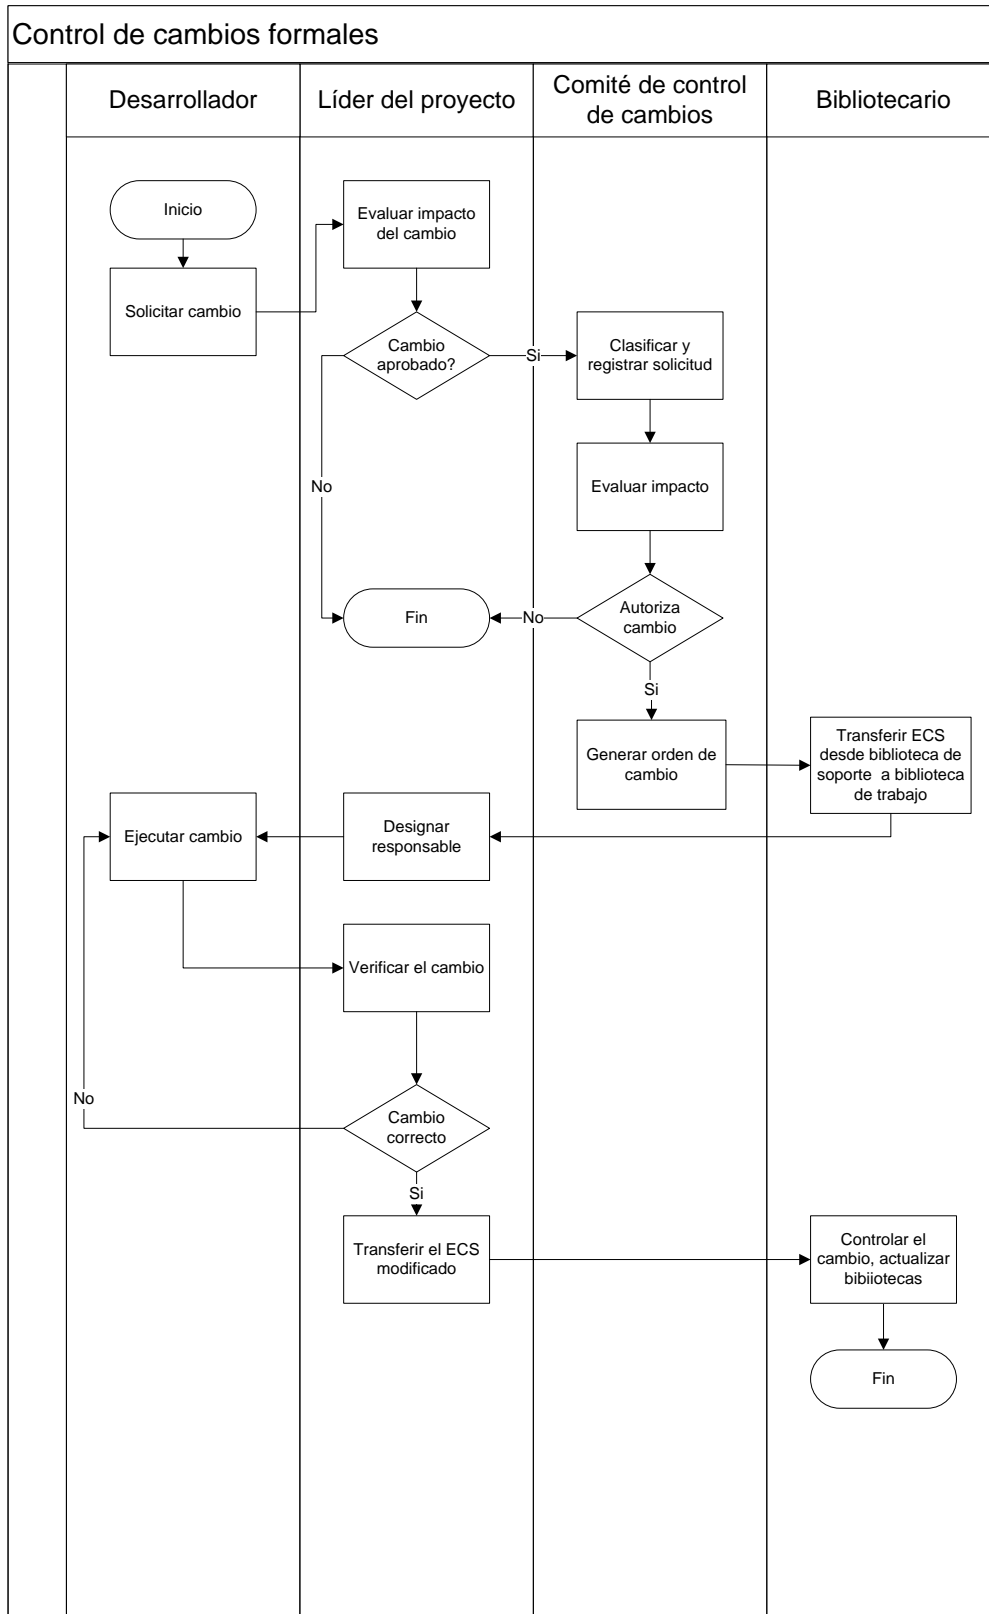 Control de cambios formales
Desarrollador
Líder del proyecto
Comité de control
de cambios
Bibliotecario
Inicio
Evaluar impacto
del cambio
Solicitar cambio
Cambio
aprobado?
Si
Clasificar y
registrar solicitud
No
Evaluar impacto
Fin
No
Autoriza
cambio
Si
Generar orden de
cambio
Transferir ECS
desde biblioteca de
soporte a biblioteca
de trabajo
Ejecutar cambio
Designar
responsable
Verificar el cambio
No
Cambio
correcto
Si
Transferir el ECS
modificado
Controlar el
cambio, actualizar
bibiiotecas
Fin